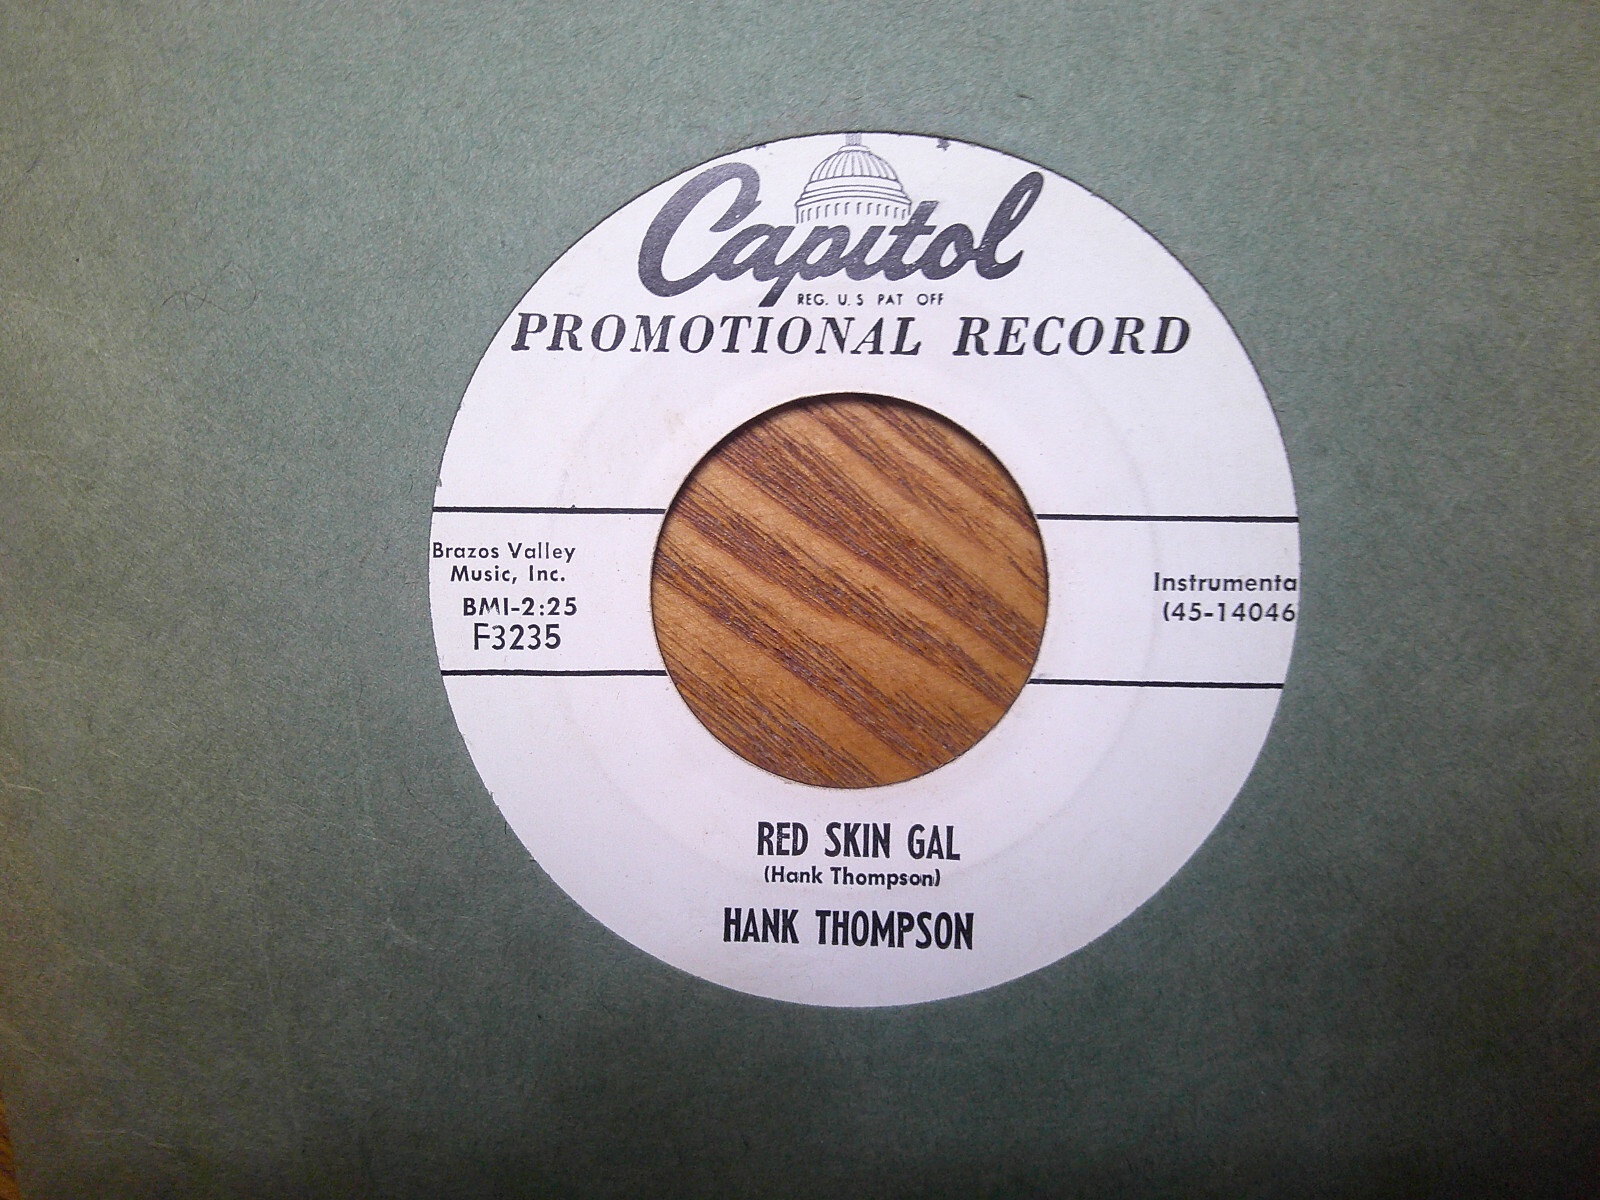 Capitol
REG. U.S PAT OFF
PROMOTIONAL RECORD
Brazos Valley
Music, Inc.
BMI-2:25
F3235
Instrumenta
(45-14046
RED SKIN GAL
(Hank Thompson)
HANK THOMPSON